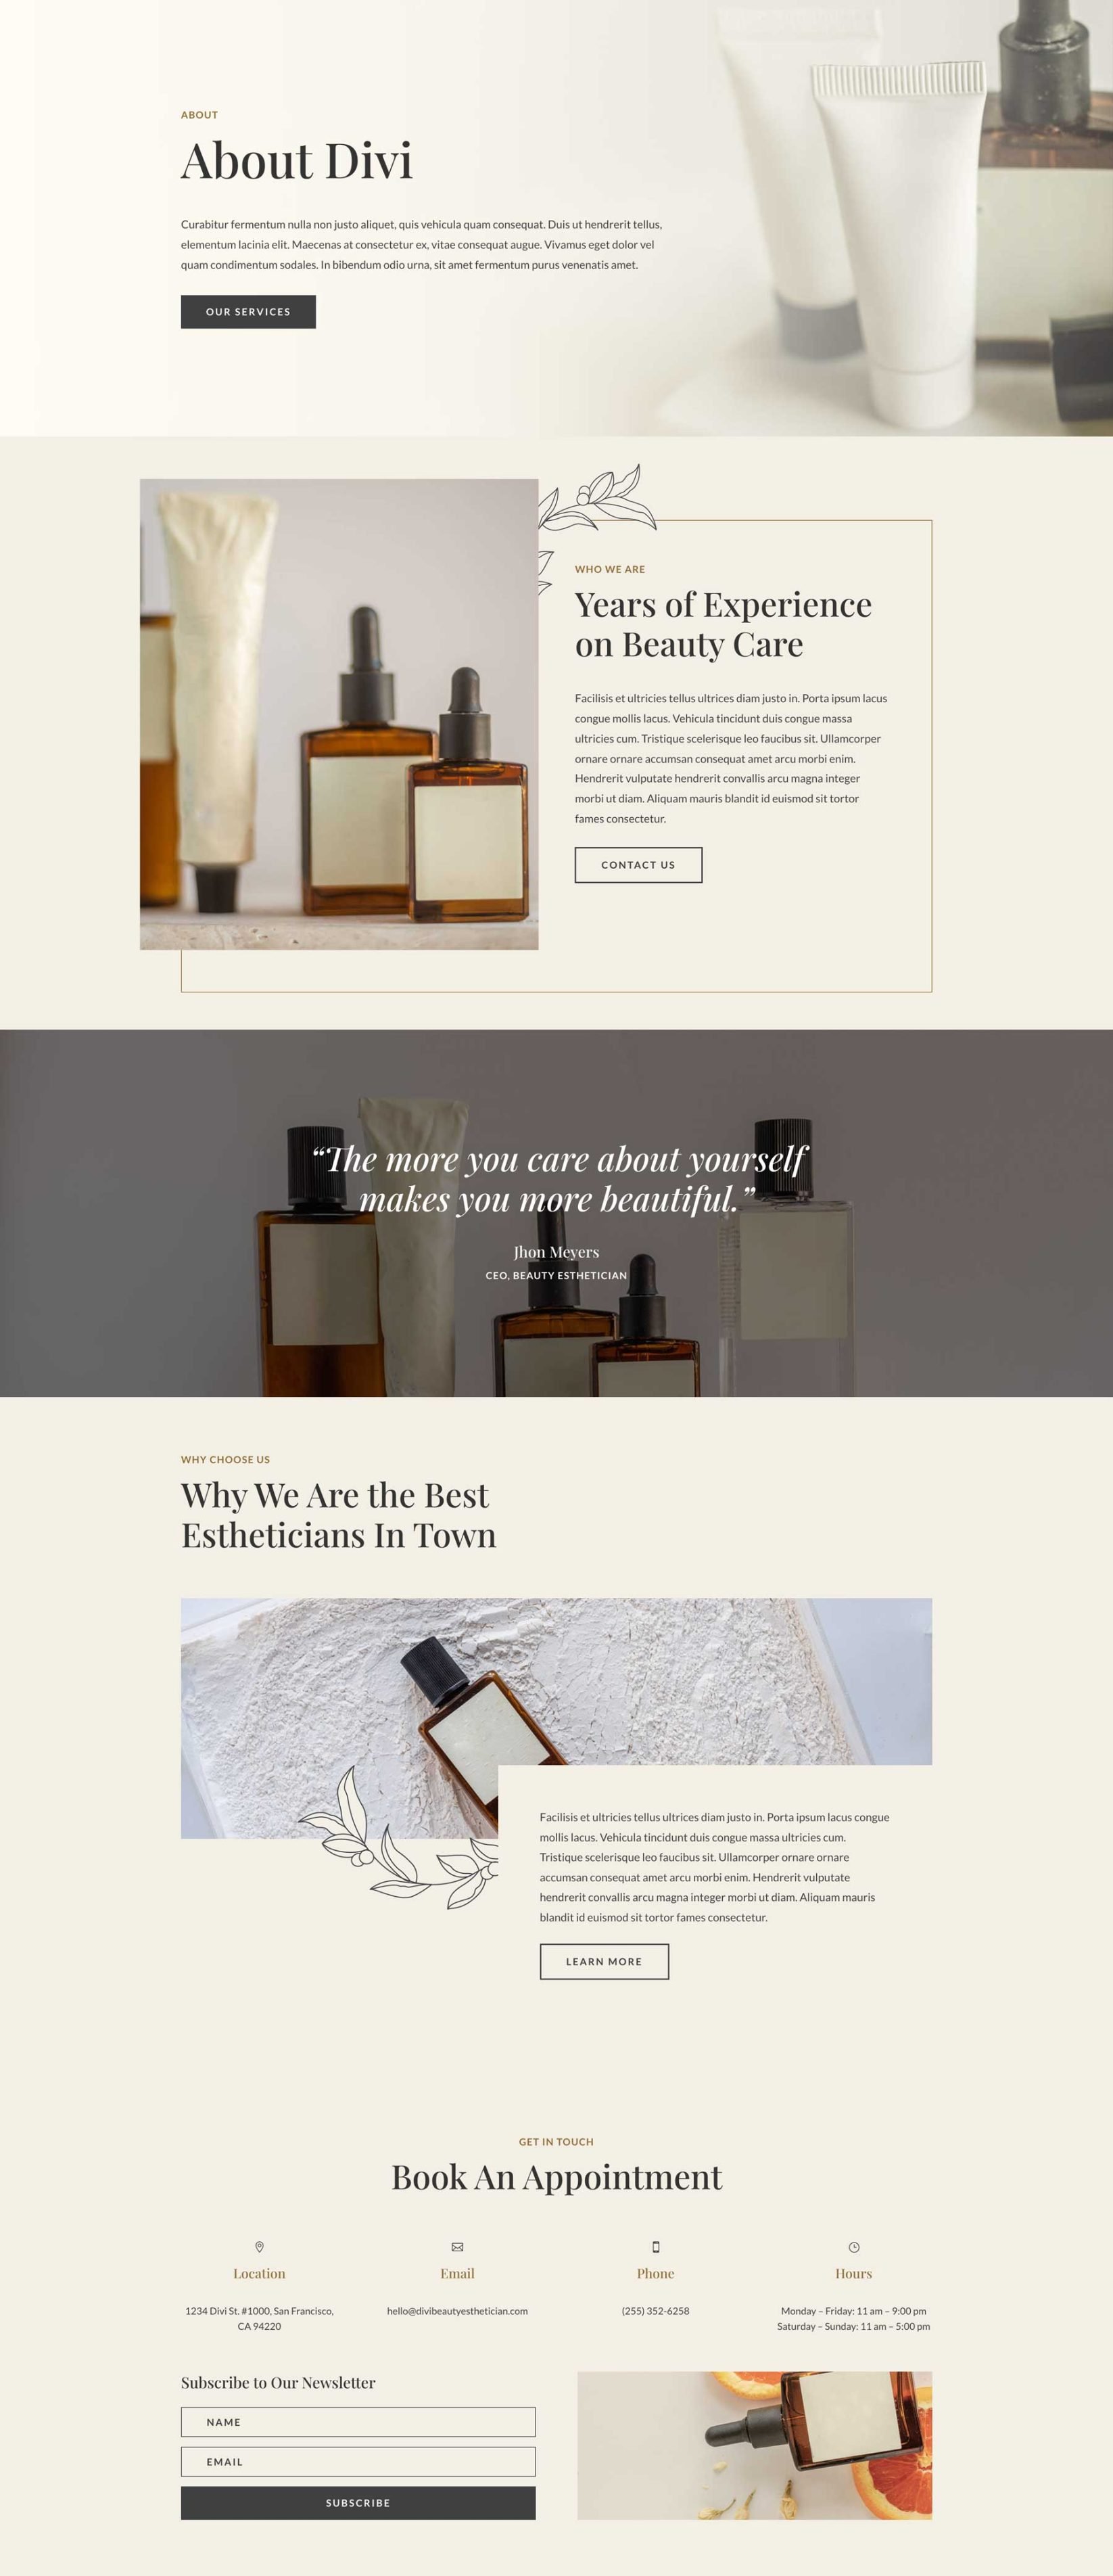 ABOUT
About Divi
Curabitur fermentum nulla non justo aliquet, quis vehicula quam consequat. Duis ut hendrerit tellus,
elementum lacinia elit. Maecenas at consectetur ex, vitae consequat augue. Vivamus eget dolor vel
quam condimentum sodales. In bibendum odio urna, sit amet fermentum purus venenatis amet.
OUR SERVICES
WHO WE ARE
Years of Experience
on Beauty Care
Facilisis et ultricies tellus ultrices diam justo in. Porta ipsum lacus
congue mollis lacus. Vehicula tincidunt duis congue massa
ultricies cum. Tristique scelerisque leo faucibus sit. Ullamcorper
ornare ornare accumsan consequat amet arcu morbi enim.
Hendrerit vulputate hendrerit convallis arcu magna integer
morbi ut diam. Aliquam mauris blandit id euismod sit tortor
fames consectetur.
CONTACT US
“The more you care about yourself
makes you more beautiful.”
Jhon Meyers
CEO, BEAUTY ESTHETICIAN
WHY CHOOSE US
Why We Are the Best
Estheticians In Town
Facilisis et ultricies tellus ultrices diam justo in. Porta ipsum lacus congue
mollis lacus. Vehicula tincidunt duis congue massa ultricies cum.
Tristique scelerisque leo faucibus sit. Ullamcorper ornare ornare
accumsan consequat amet arcu morbi enim. Hendrerit vulputate
hendrerit convallis arcu magna integer morbi ut diam. Aliquam mauris
blandit id euismod sit tortor fames consectetur.
LEARN MORE
GET IN TOUCH
Book An Appointment
Location
1234 Divi St. #1000, San Francisco,
CA 94220
Email
hello@divibeautyesthetician.com
Phone
(255) 352-6258
Hours
Monday – Friday: 11 am – 9:00 pm
Saturday – Sunday: 11 am – 5:00 pm
Subscribe to Our Newsletter
NAME
EMAIL
SUBSCRIBE